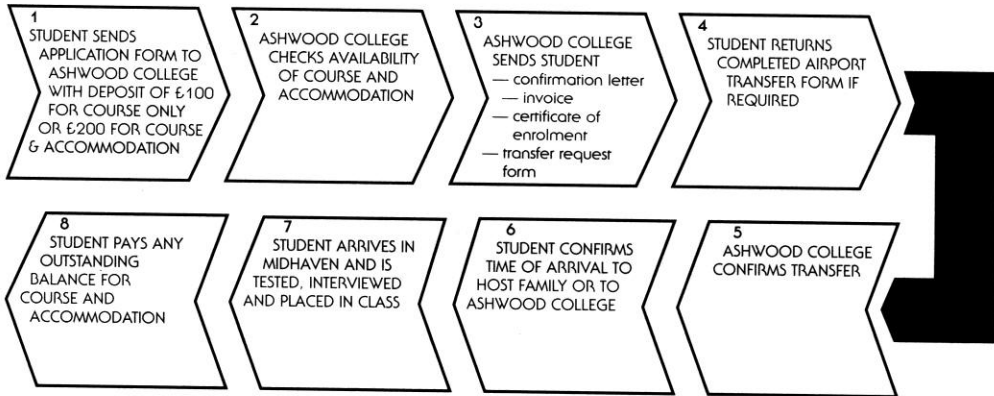 1
STUDENT SENDS
APPLICATION FORM TO
ASHWOOD COLLEGE
WITH DEPOSIT OF £100
FOR COURSE ONLY
OR £200 FOR COURSE
& ACCOMMODATION
2
ASHWOOD COLLEGE
CHECKS AVAILABILITY
OF COURSE AND
ACCOMMODATION
3
ASHWOOD COLLEGE
SENDS STUDENT
— confirmation letter
— invoice
— certificate of
enrolment
— transfer request
form
4
STUDENT RETURNS
COMPLETED AIRPORT
TRANSFER FORM IF
REQUIRED
5
ASHWOOD COLLEGE
CONFIRMS TRANSFER
6
STUDENT CONFIRMS
TIME OF ARRIVAL TO
HOST FAMILY OR TO
ASHWOOD COLLEGE
7
STUDENT ARRIVES IN
MIDHAVEN AND IS
TESTED, INTERVIEWED
AND PLACED IN CLASS
8
STUDENT PAYS ANY
OUTSTANDING
BALANCE FOR
COURSE AND
ACCOMMODATION